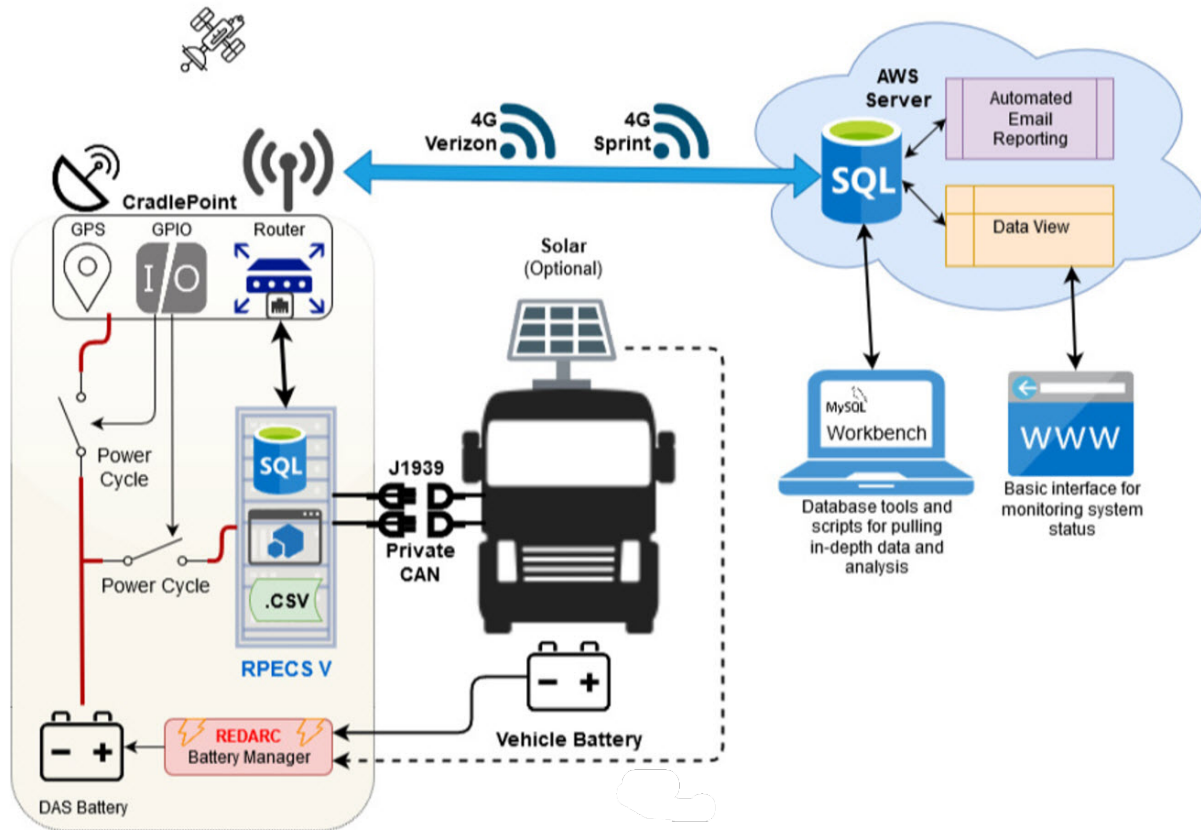 AWS
Server
Automated
Email
Reporting
4G
Verizon
4G
Sprint
SQL
Data View
CradlePoint
GPS
GPIO
Router
I/O
Solar
(Optional)
MySQL
Workbench
WWW
Database tools and
scripts for pulling
in-depth data and
analysis
Basic interface for
monitoring system
status
Power
Cycle
Power Cycle
SQL
.CSV
RPECS V
J1939
Private
CAN
Vehicle Battery
REDARC
Battery Manager
DAS Battery